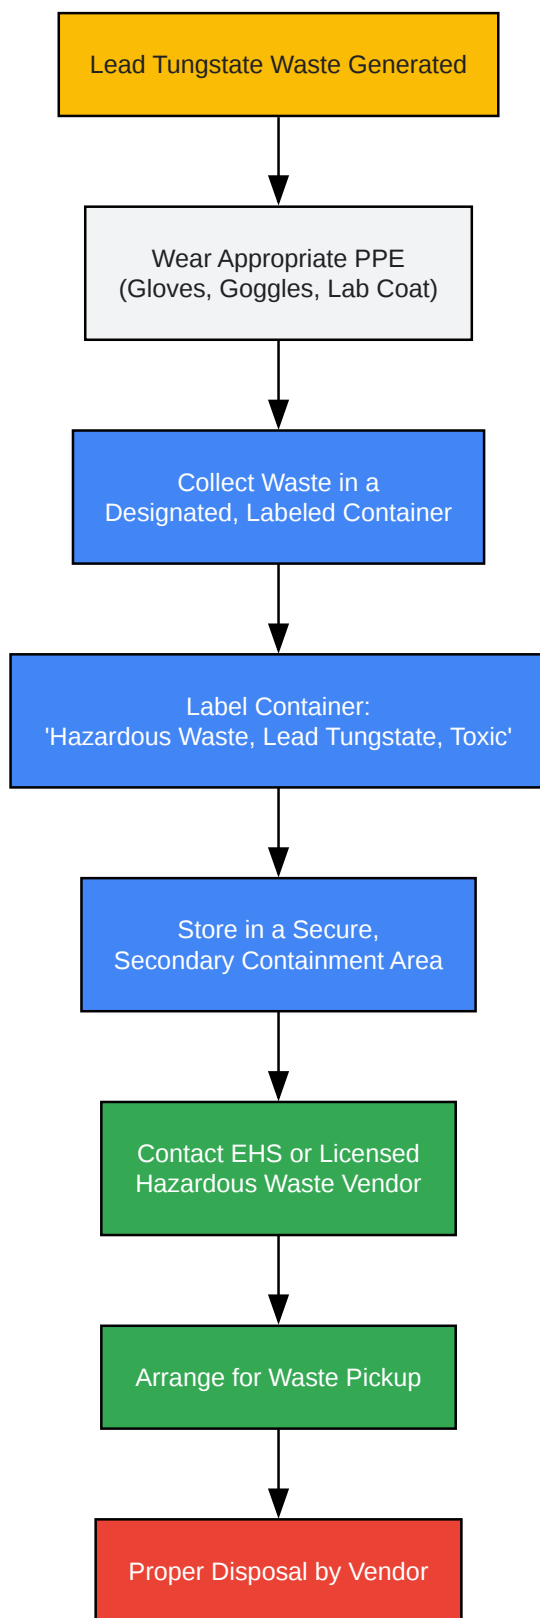 Lead Tungstate Waste Generated
Wear Appropriate PPE
(Gloves, Goggles, Lab Coat)
Collect Waste in a
Designated, Labeled Container
Label Container:
'Hazardous Waste, Lead Tungstate, Toxic'
Store in a Secure,
Secondary Containment Area
Contact EHS or Licensed
Hazardous Waste Vendor
Arrange for Waste Pickup
Proper Disposal by Vendor